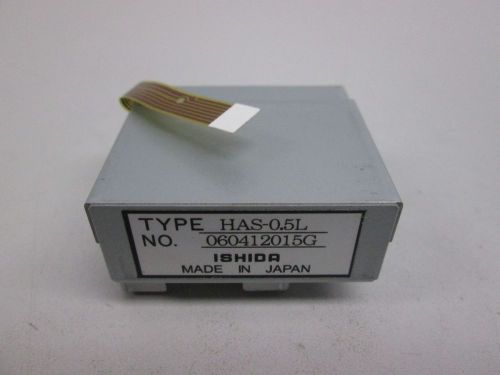 TYPE HAS-0.5L
NO. 060412015G
ISHIDA
MADE IN JAPAN